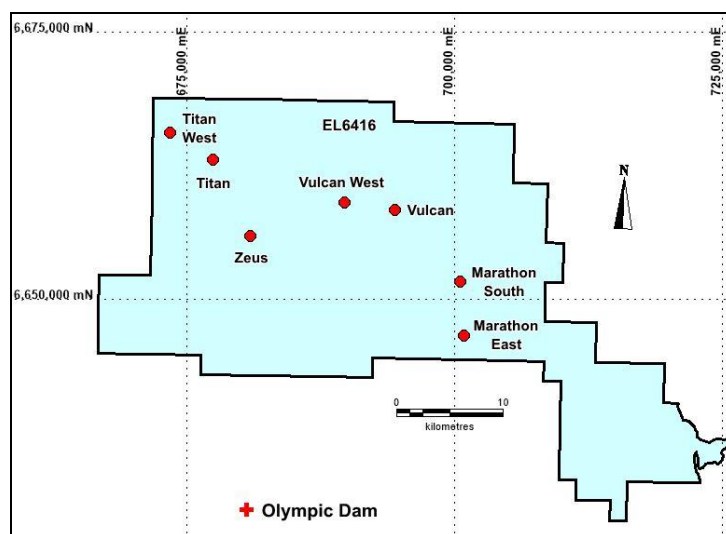 6,675,000 mN
675,000 mE
700,000 mE
725,000 mE
EL6416
Titan
West
Titan
Vulcan West
Vulcan
N
Zeus
Marathon
South
6,650,000 mN
Marathon
East
0 10
kilometres
Olympic Dam